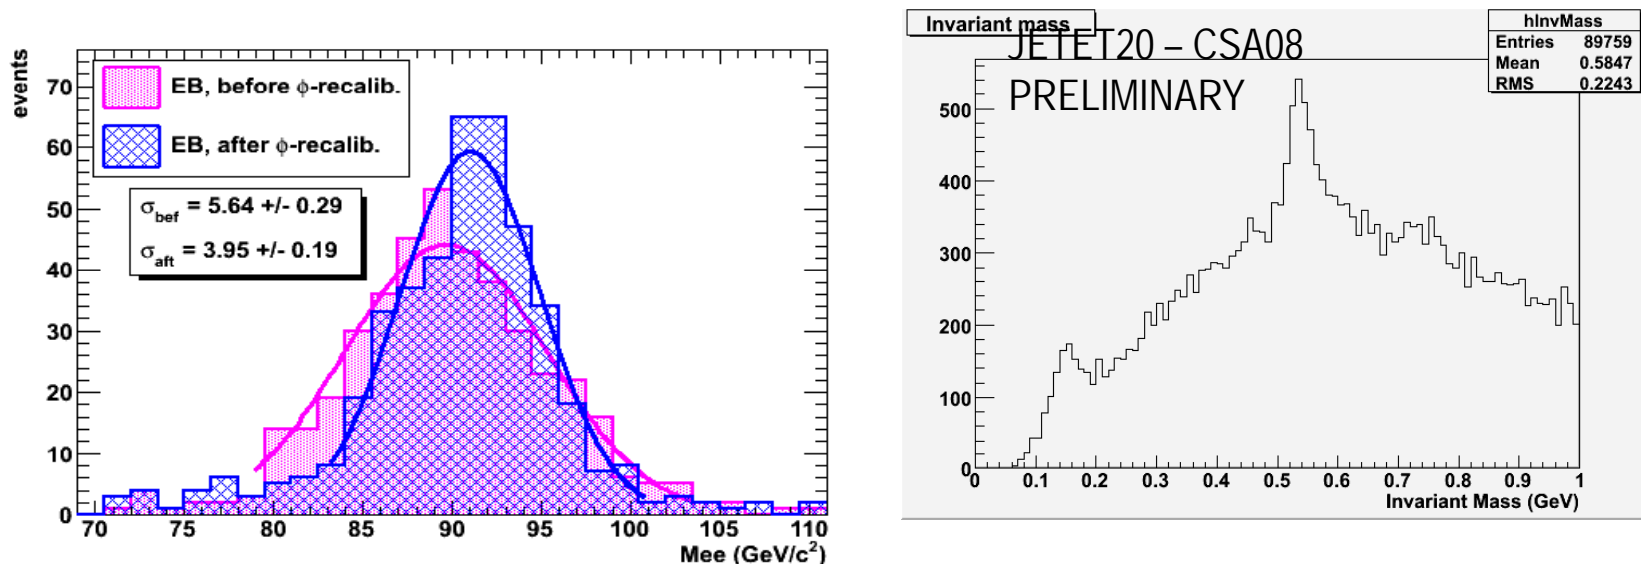 events
70
60
50
40
30
20
10
0
EB, before ϕ-recalib.
EB, after ϕ-recalib.
σbef = 5.64 +/- 0.29
σaft = 3.95 +/- 0.19
70 75 80 85 90 95 100 105 110
Mee (GeV/c²)
Invariant mass
JETET20 – CSA08
PRELIMINARY
hInvMass
Entries 89759
Mean 0.5847
RMS 0.2243
500
400
300
200
100
0
0 0.1 0.2 0.3 0.4 0.5 0.6 0.7 0.8 0.9 1
Invariant Mass (GeV)